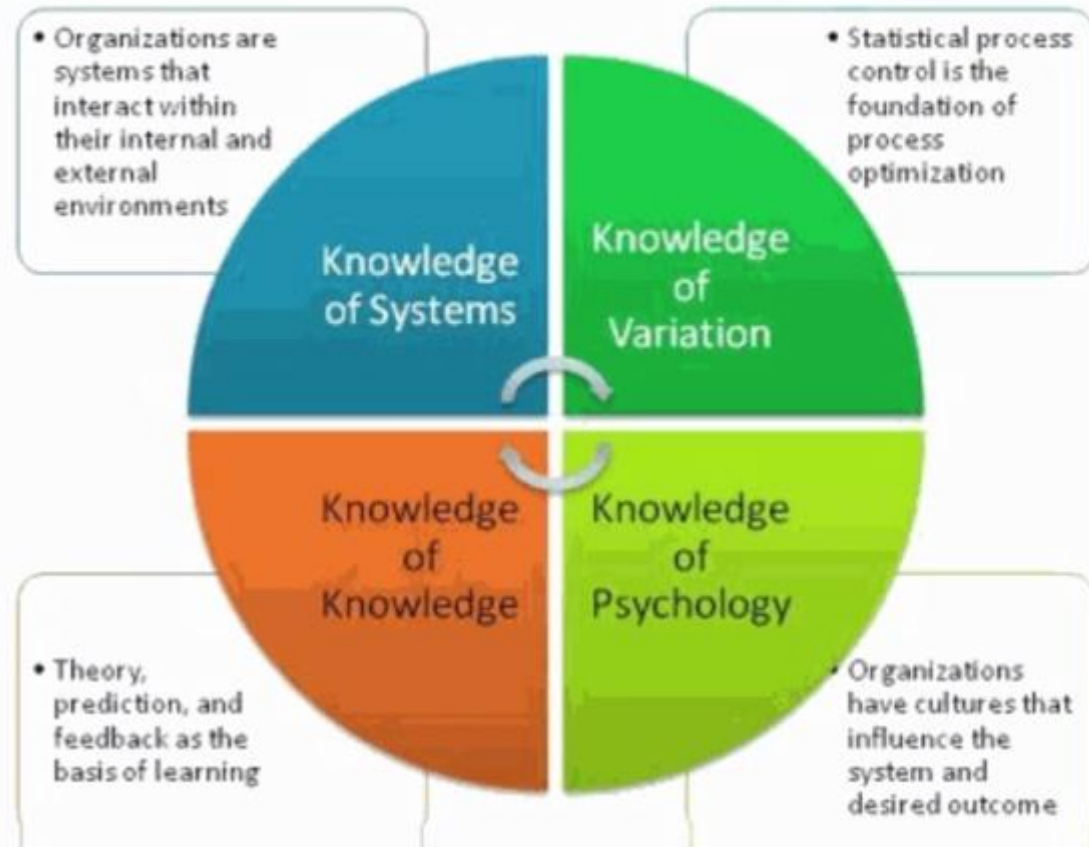 • Organizations are
systems that
interact within
their internal and
external
environments
• Statistical process
control is the
foundation of
process
optimization
Knowledge
of Systems
Knowledge
of
Variation
Knowledge
of
Knowledge
Knowledge
of
Psychology
• Theory,
prediction, and
feedback as the
basis of learning
• Organizations
have cultures that
influence the
system and
desired outcome